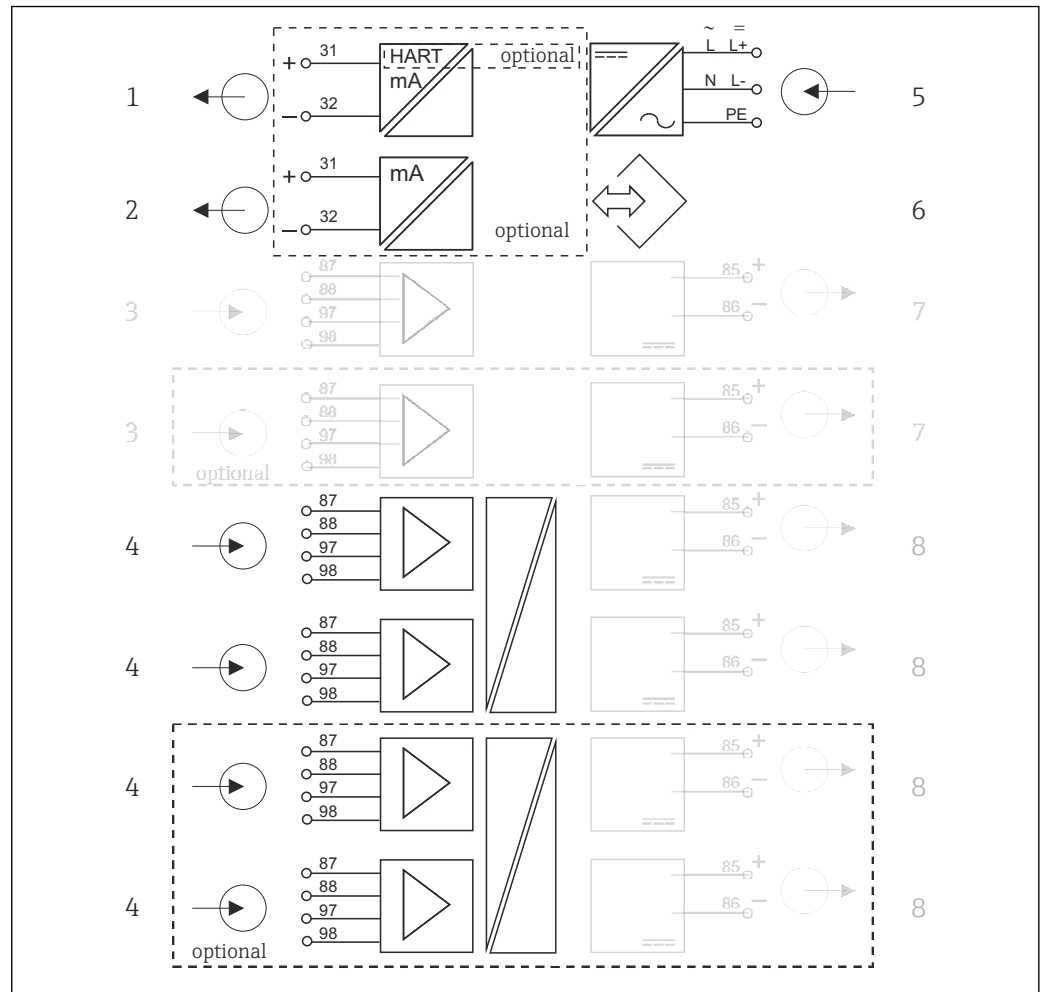 ~ =
31 HART optional L L+
1 + mA N L- 5
− 32 PE
31
2 + mA 6
− 32 optional
87 85 +
3 88 7
97 86 −
98
87 85 +
3 88 7
97 86 −
98
optional
87 85 +
4 88 8
97 86 −
98
87 85 +
4 88 8
97 86 −
98
87 85 +
4 88 8
97 86 −
98
87 85 +
4 88 8
97 86 −
98
optional